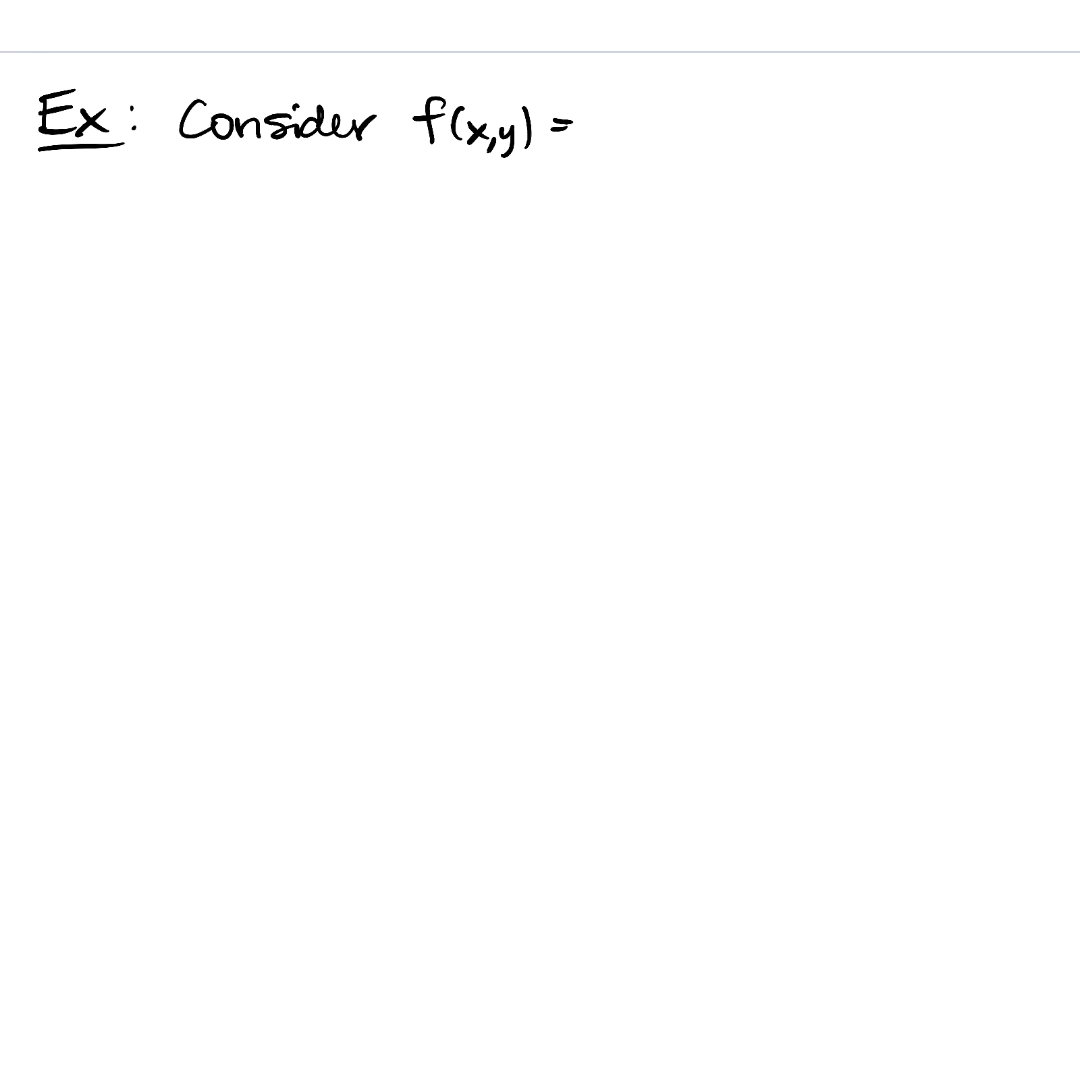 Ex: Consider f(x,y) =